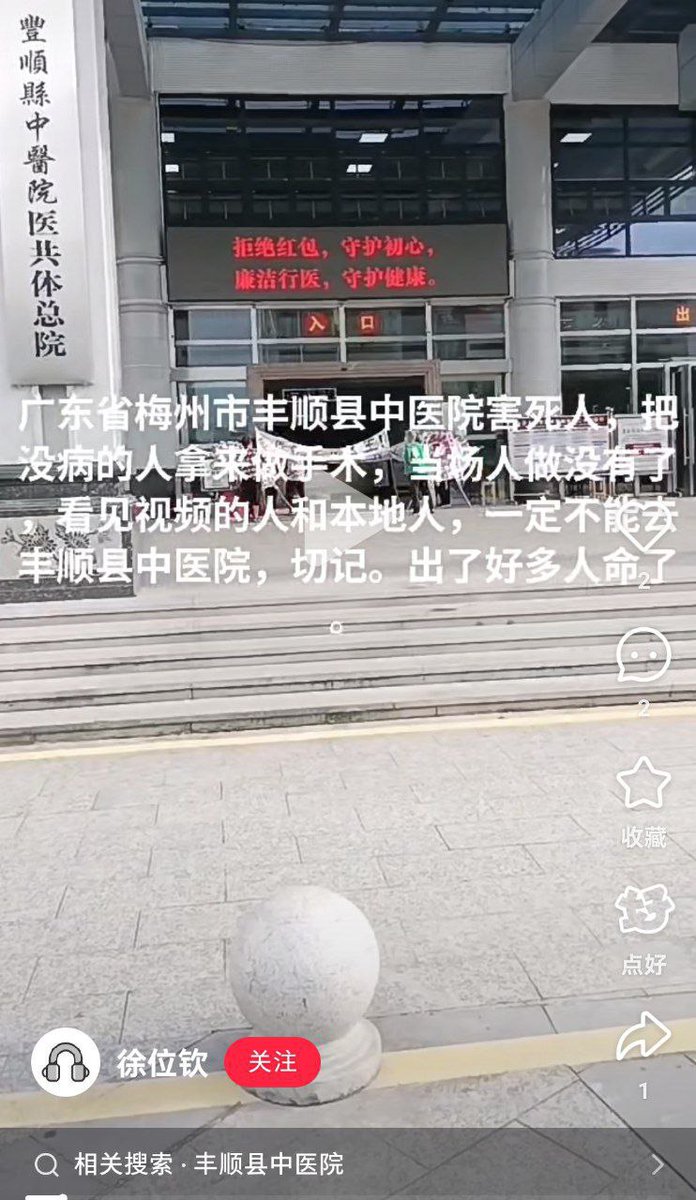 豐順縣中醫院医共体总院
拒绝红包，守护初心，
廉洁行医，守护健康。
入口
出
广东省梅州市丰顺县中医院害死人，把
没病的人拿来做手术，当场人做没有了
，看见视频的人和本地人，一定不能去
丰顺县中医院，切记。出了好多人命了
。
2
2
收藏
点好
1
徐位钦
关注
相关搜索·丰顺县中医院